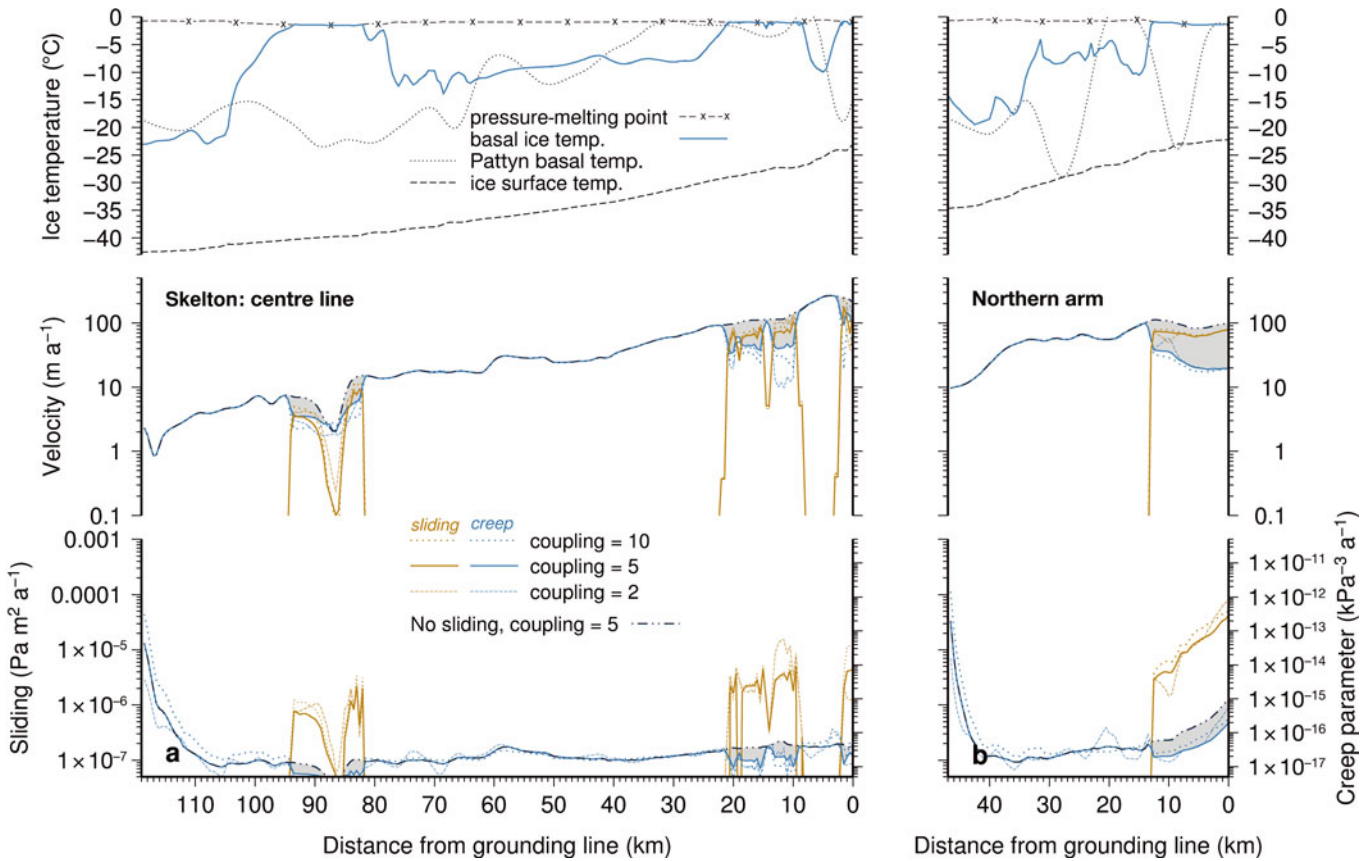 Ice temperature (°C)
0
−5
−10
−15
−20
−25
−30
−35
−40
pressure-melting point
basal ice temp.
Pattyn basal temp.
ice surface temp.
0
−5
−10
−15
−20
−25
−30
−35
−40
Velocity (m a⁻¹)
100
10
1
0.1
Skelton: centre line
Northern arm
100
10
1
0.1
Sliding (Pa m² a⁻¹)
0.001
0.0001
1×10⁻⁵
1×10⁻⁶
1×10⁻⁷
sliding creep
coupling = 10
coupling = 5
coupling = 2
No sliding, coupling = 5
a
b
1×10⁻¹¹
1×10⁻¹²
1×10⁻¹³
1×10⁻¹⁴
1×10⁻¹⁵
1×10⁻¹⁶
1×10⁻¹⁷
Creep parameter (kPa⁻³ a⁻¹)
110 100 90 80 70 60 50 40 30 20 10 0
40 30 20 10 0
Distance from grounding line (km)
Distance from grounding line (km)